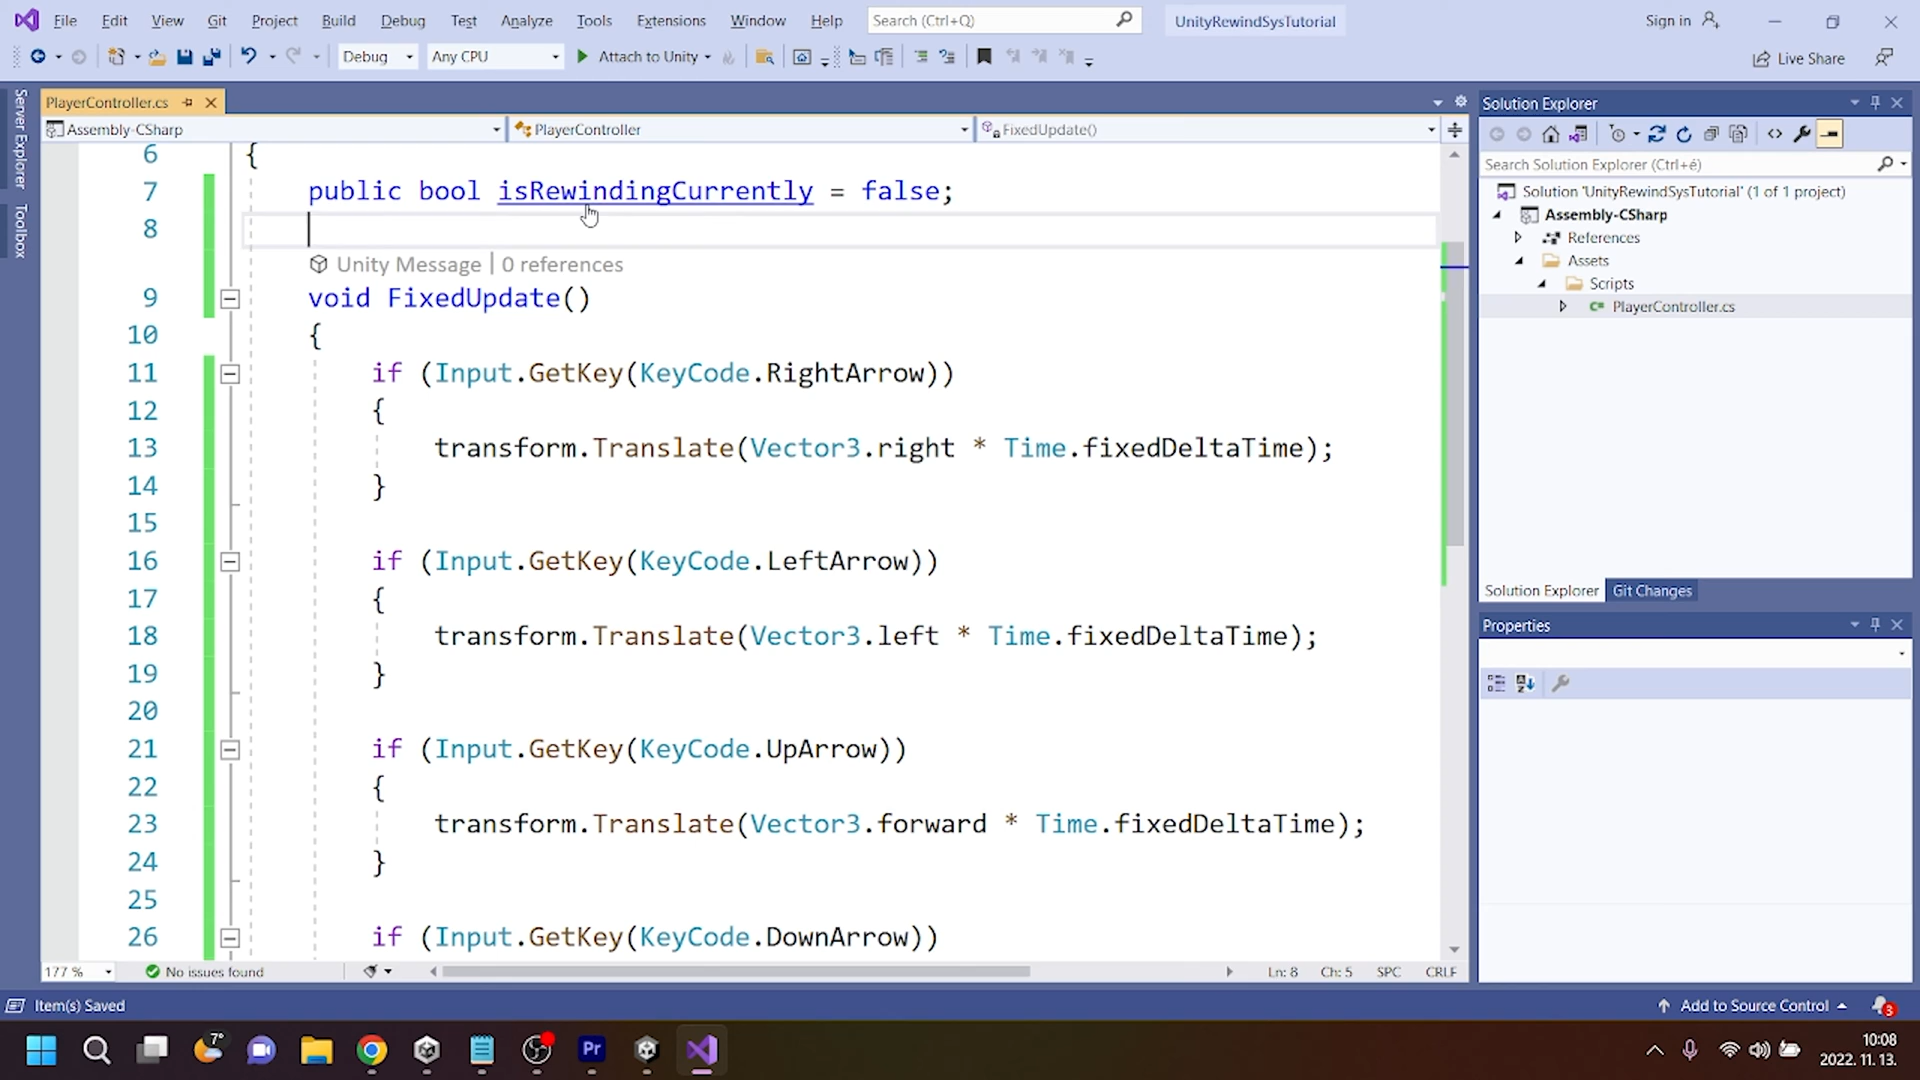 File Edit View Git Project Build Debug Test Analyze Tools Extensions Window Help Search (Ctrl+Q) UnityRewindSysTutorial Sign in
Debug Any CPU Attach to Unity Live Share
Server Explorer
Toolbox
PlayerController.cs
Assembly-CSharp PlayerController FixedUpdate()
6 {
7 public bool isRewindingCurrently = false;
8
Unity Message | 0 references
9 void FixedUpdate()
10 {
11 if (Input.GetKey(KeyCode.RightArrow))
12 {
13 transform.Translate(Vector3.right * Time.fixedDeltaTime);
14 }
15
16 if (Input.GetKey(KeyCode.LeftArrow))
17 {
18 transform.Translate(Vector3.left * Time.fixedDeltaTime);
19 }
20
21 if (Input.GetKey(KeyCode.UpArrow))
22 {
23 transform.Translate(Vector3.forward * Time.fixedDeltaTime);
24 }
25
26 if (Input.GetKey(KeyCode.DownArrow))
177 % No issues found Ln: 8 Ch: 5 SPC CRLF
Solution Explorer
Search Solution Explorer (Ctrl+é)
Solution 'UnityRewindSysTutorial' (1 of 1 project)
Assembly-CSharp
References
Assets
Scripts
C# PlayerController.cs
Solution Explorer Git Changes
Properties
Item(s) Saved Add to Source Control 3
7° Pr 10:08
2022. 11. 13.